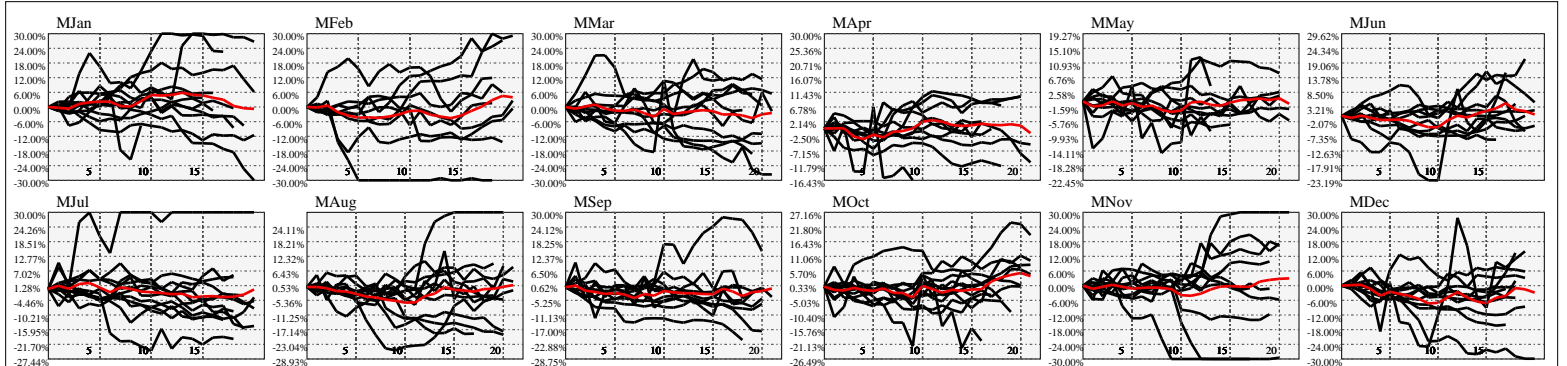 MJan MFeb MMar MApr MMay MJun
30.00% 30.00% 30.00% 30.00% 19.27% 29.62%
24.00% 24.00% 24.00% 25.36% 15.10% 24.34%
18.00% 18.00% 18.00% 20.71% 10.93% 19.06%
12.00% 12.00% 12.00% 16.07% 6.76% 13.78%
6.00% 6.00% 6.00% 11.43% 2.58% 8.50%
0.00% 0.00% 0.00% 6.78% -1.59% 3.21%
-6.00% -6.00% -6.00% 2.14% -5.76% -2.07%
-12.00% -12.00% -12.00% -2.50% -9.93% -7.35%
-18.00% -18.00% -18.00% -7.15% -14.11% -12.63%
-24.00% -24.00% -24.00% -11.79% -18.28% -17.91%
5 10 15 5 10 15 5 10 15 20 5 10 15 20 5 10 15 20 5 10 15
-30.00% -30.00% -30.00% -16.43% -22.45% -23.19%
MJul MAug MSep MOct MNov MDec
30.00% 30.00% 27.16% 30.00% 30.00%
24.26% 24.11% 24.12% 21.80% 24.00% 24.00%
18.51% 18.21% 18.25% 16.43% 18.00% 18.00%
12.77% 12.32% 12.37% 11.06% 12.00% 12.00%
7.02% 6.43% 6.50% 5.70% 6.00% 6.00%
1.28% 0.53% 0.62% 0.33% 0.00% 0.00%
-4.46% -5.36% -5.25% -5.03% -6.00% -6.00%
-10.21% -11.25% -11.13% -10.40% -12.00% -12.00%
-15.95% -17.14% -17.00% -15.76% -18.00% -18.00%
-21.70% -23.04% -22.88% -21.13% -24.00% -24.00%
5 10 15 5 10 15 20 5 10 15 20 5 10 15 20 5 10 15 20 5 10 15
-27.44% -28.93% -28.75% -26.49% -30.00% -30.00%